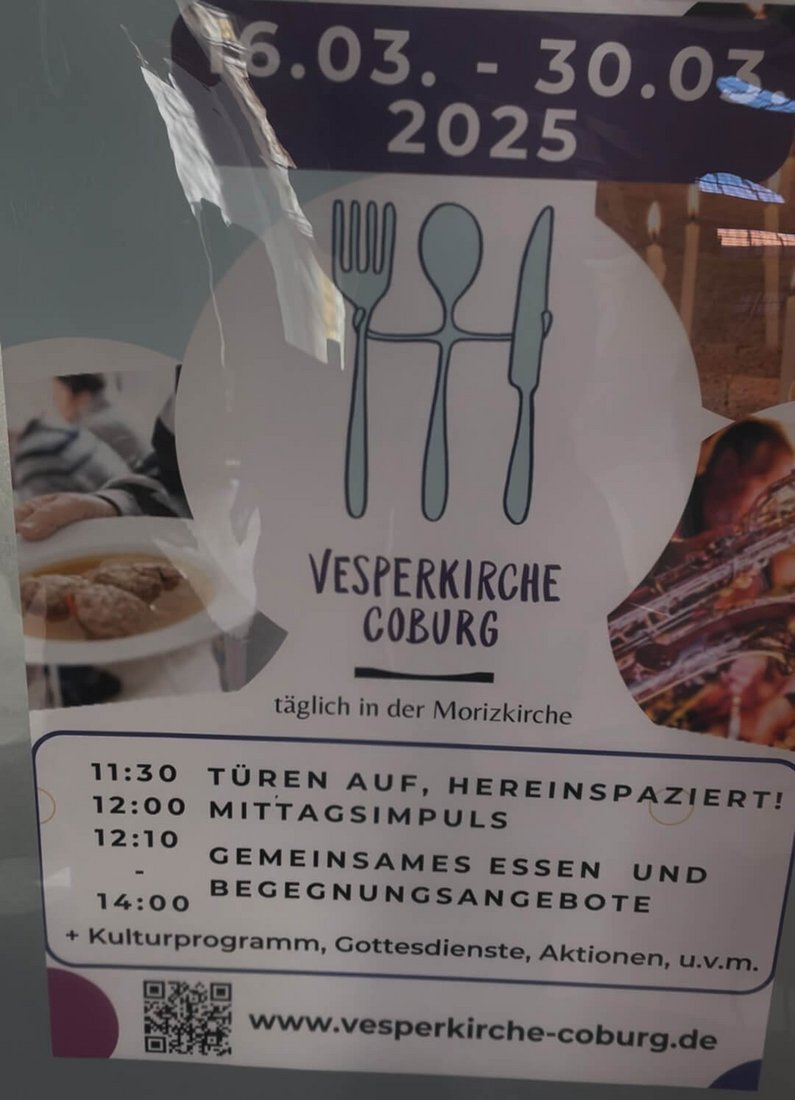 16.03. - 30.03.
2025
VESPERKIRCHE
COBURG
täglich in der Morizkirche
11:30 TÜREN AUF, HEREINSPAZIERT!
12:00 MITTAGSIMPULS
12:10
-
14:00
GEMEINSAMES ESSEN UND
BEGEGNUNGSANGEBOTE
+ Kulturprogramm, Gottesdienste, Aktionen, u.v.m.
www.vesperkirche-coburg.de